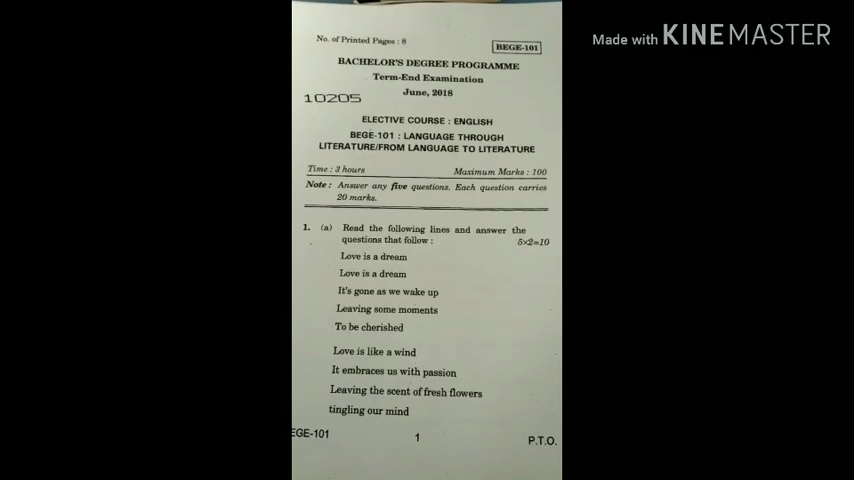 No. of Printed Pages : 8
BEGE-101
Made with KINEMASTER
BACHELOR'S DEGREE PROGRAMME
Term-End Examination
June, 2018
10205
ELECTIVE COURSE : ENGLISH
BEGE-101 : LANGUAGE THROUGH
LITERATURE/FROM LANGUAGE TO LITERATURE
Time : 3 hours Maximum Marks : 100
Note : Answer any five questions. Each question carries
20 marks.
1. (a) Read the following lines and answer the
questions that follow : 5×2=10
Love is a dream
Love is a dream
It's gone as we wake up
Leaving some moments
To be cherished
Love is like a wind
It embraces us with passion
Leaving the scent of fresh flowers
tingling our mind
EGE-101 1 P.T.O.